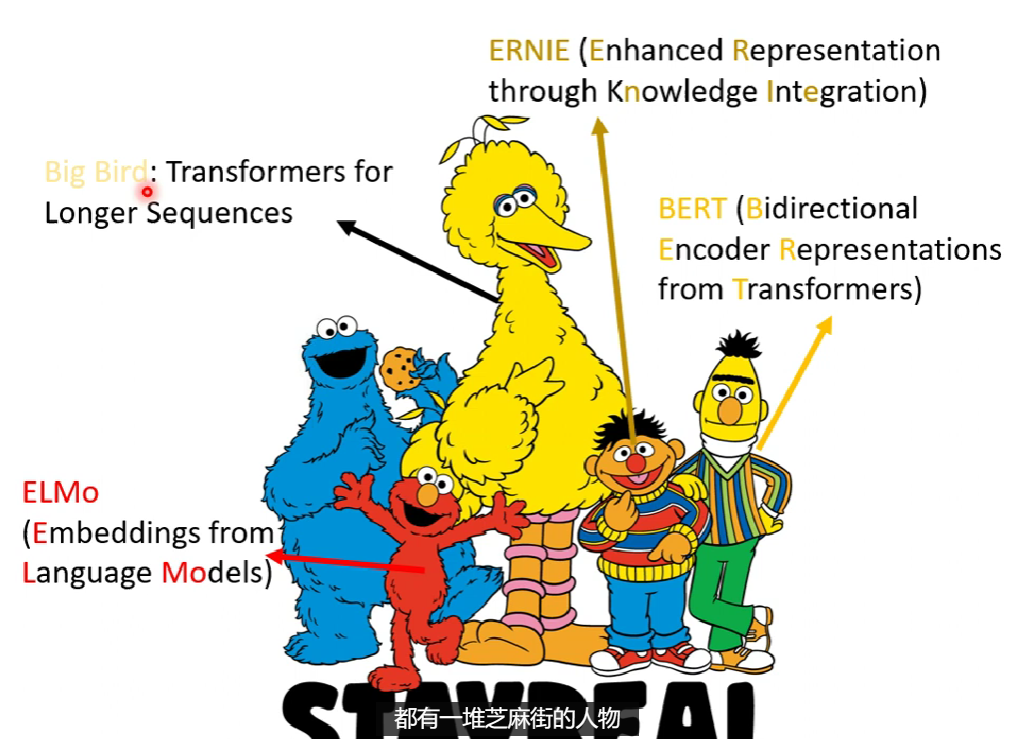 ERNIE (Enhanced Representation
through Knowledge Integration)
Big Bird: Transformers for
Longer Sequences
BERT (Bidirectional
Encoder Representations
from Transformers)
ELMo
(Embeddings from
Language Models)
STAYREAL
都有一堆芝麻街的人物